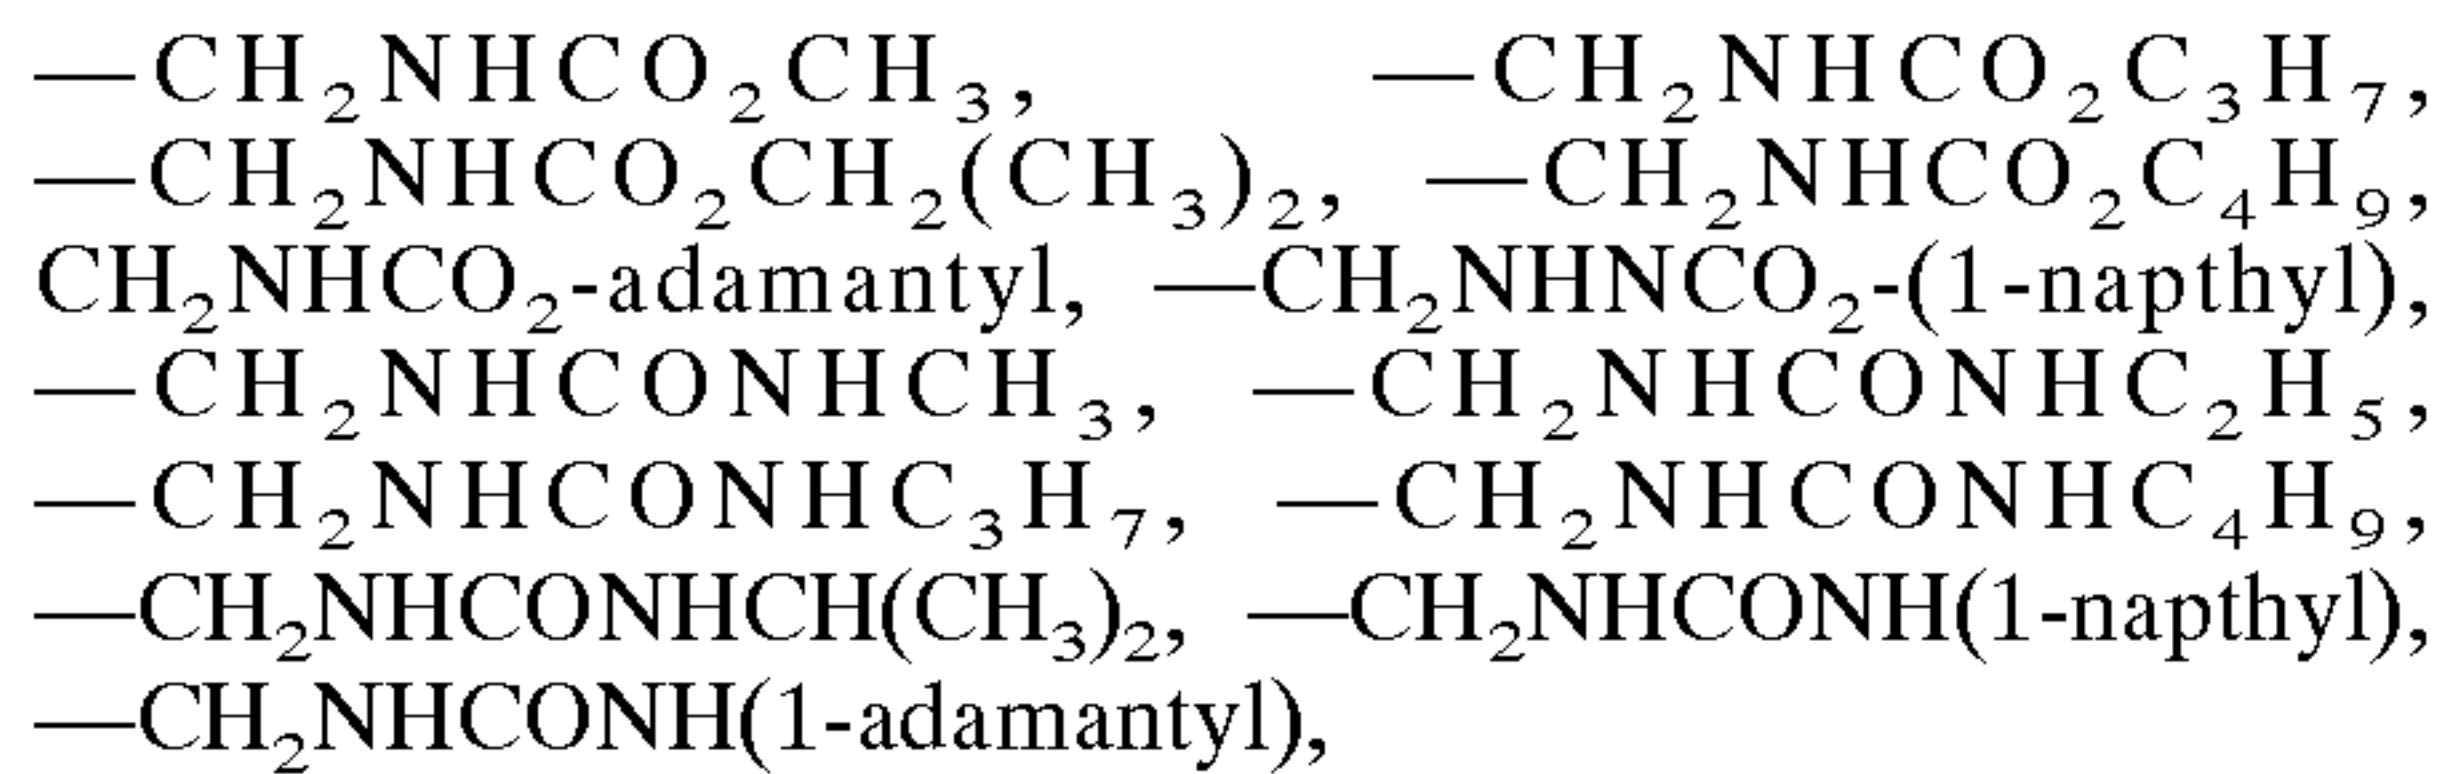 —CH₂NHCO₂CH₃, —CH₂NHCO₂C₃H₇,
—CH₂NHCO₂CH₂(CH₃)₂, —CH₂NHCO₂C₄H₉,
CH₂NHCO₂-adamantyl, —CH₂NHNCO₂-(1-napthyl),
—CH₂NHCONHCH₃, —CH₂NHCONHC₂H₅,
—CH₂NHCONHC₃H₇, —CH₂NHCONHC₄H₉,
—CH₂NHCONHCH(CH₃)₂, —CH₂NHCONH(1-napthyl),
—CH₂NHCONH(1-adamantyl),